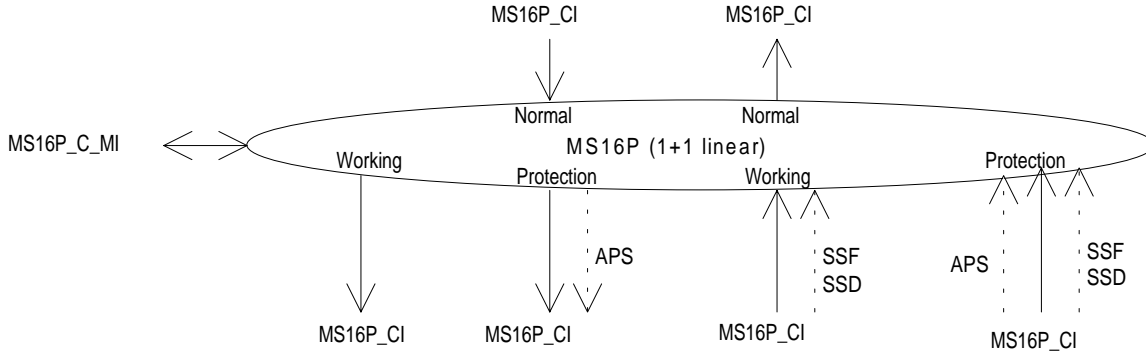 MS16P_CI
MS16P_CI
Normal
Normal
MS16P_C_MI
MS16P (1+1 linear)
Working
Protection
Working
Protection
APS
SSF
SSD
APS
SSF
SSD
MS16P_CI
MS16P_CI
MS16P_CI
MS16P_CI